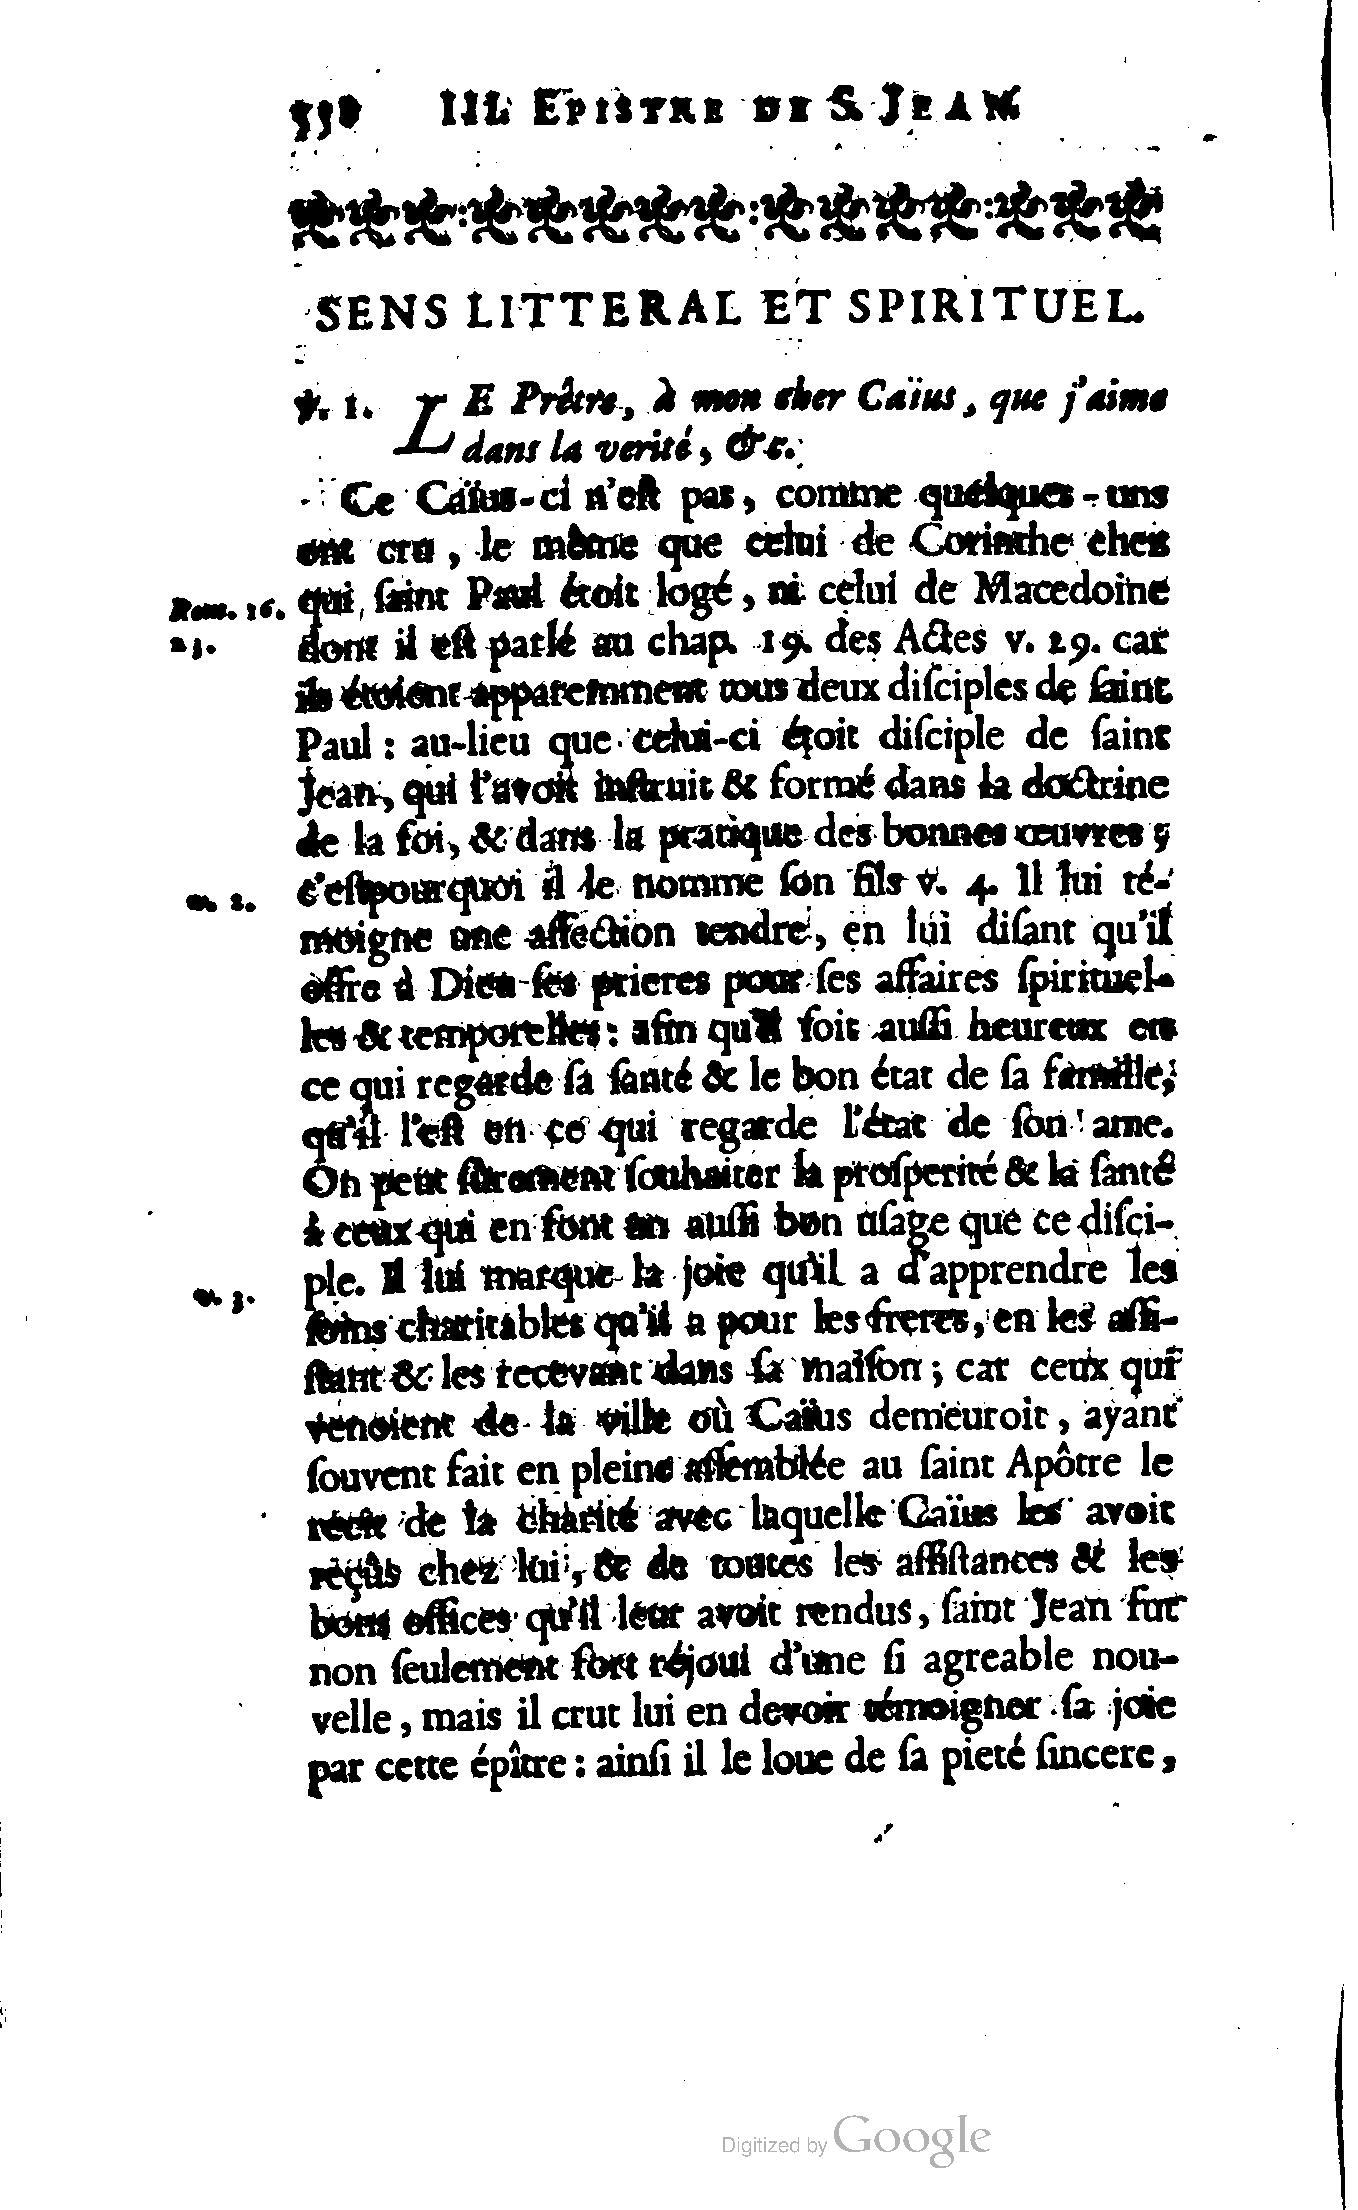 558 III. EPISTRE DE S. JEAN
SENS LITTERAL ET SPIRITUEL.
℣. 1. LE Prêtre, à mon cher Caïus, que j'aime
dans la verité, &c.
Ce Caïus-ci n'eſt pas, comme quelques-uns
ont cru, le même que celui de Corinthe chez
Rom. 16. qui ſaint Paul étoit logé, ni celui de Macedoine
23. dont il eſt parlé au chap. 19. des Actes v. 29. car
ils étoient apparemment tous deux diſciples de ſaint
Paul : au-lieu que celui-ci étoit diſciple de ſaint
Jean, qui l'avoit inſtruit & formé dans la doctrine
de la foi, & dans la pratique des bonnes œuvres ;
v. 2. c'eſtpourquoi il le nomme ſon fils v. 4. Il lui té-
moigne une affection tendre, en lui diſant qu'il
offre à Dieu ſes prieres pour ſes affaires ſpirituel-
les & temporelles : afin qu'il ſoit auſſi heureux en
ce qui regarde ſa ſanté & le bon état de ſa famille,
qu'il l'eſt en ce qui regarde l'état de ſon ame.
On peut ſûrement ſouhaiter la proſperité & la ſanté
à ceux qui en font un auſſi bon uſage que ce diſci-
v. 3. ple. Il lui marque la joie qu'il a d'apprendre les
ſoins charitables qu'il a pour les freres, en les aſſi-
ſtant & les recevant dans ſa maiſon ; car ceux qui
venoient de la ville où Caïus demeuroit, ayant
ſouvent fait en pleine aſſemblée au ſaint Apôtre le
récit de la charité avec laquelle Caïus les avoit
reçûs chez lui, & de toutes les aſſiſtances & les
bons offices qu'il leur avoit rendus, ſaint Jean fut
non ſeulement fort réjoui d'une ſi agreable nou-
velle, mais il crut lui en devoir témoigner ſa joie
par cette épître : ainſi il le loue de ſa pieté ſincere,
Digitized by Google